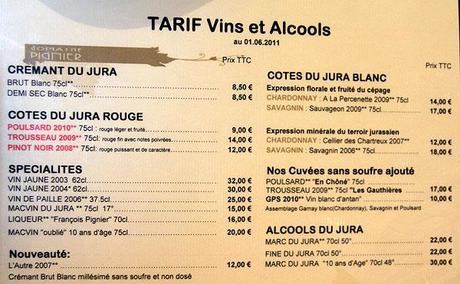 TARIF Vins et Alcools
au 01.06.2011
DOMAINE PIGNIER
Prix TTC
CREMANT DU JURA
BRUT Blanc 75cl** 8,50 €
DEMI SEC Blanc 75cl** 8,50 €
COTES DU JURA ROUGE
POULSARD 2010** 75cl : rouge léger et fruité 9,00 €
TROUSSEAU 2009** 75cl : rouge fin avec notes poivrées 14,00 €
PINOT NOIR 2008** 75cl : rouge puissant et de caractère 12,00 €
SPECIALITES
VIN JAUNE 2003 62cl 32,00 €
VIN JAUNE 2004** 62cl 30,00 €
VIN DE PAILLE 2006** 37.5cl 25,00 €
MACVIN DU JURA** 75cl 17° 15,00 €
LIQUEUR** "François Pignier" 70cl 16,00 €
MACVIN "oublié" 10 ans d'âge 75cl 20,00 €
Nouveauté:
L'Autre 2007** 12,00 €
Crémant Brut Blanc millésimé sans soufre et non dosé
Prix TTC
COTES DU JURA BLANC
Expression florale et fruité du cépage
CHARDONNAY : A La Percenette 2009** 75cl 14,00 €
SAVAGNIN : Sauvageon 2009** 75cl 17,00 €
Expression minérale du terroir jurassien
CHARDONNAY : Cellier des Chartreux 2007** 12,00 €
SAVAGNIN : Savagnin 2006** 75cl 18,00 €
Nos Cuvées sans soufre ajouté
POULSARD** "En Chôné" 75cL
TROUSSEAU 2009** 75cl "Les Gauthières" 17,00 €
GPS 2010** Vin blanc d'antan" 10,00 €
Assemblage Gamay blanc(Chardonnay), Savagnin et Poulsard
ALCOOLS DU JURA
MARC DU JURA** 70cl 50° 22,00 €
FINE DU JURA 70cl 50° 22,00 €
MARC DU JURA** "10 ans d'Age" 70cl 48° 30,00 €